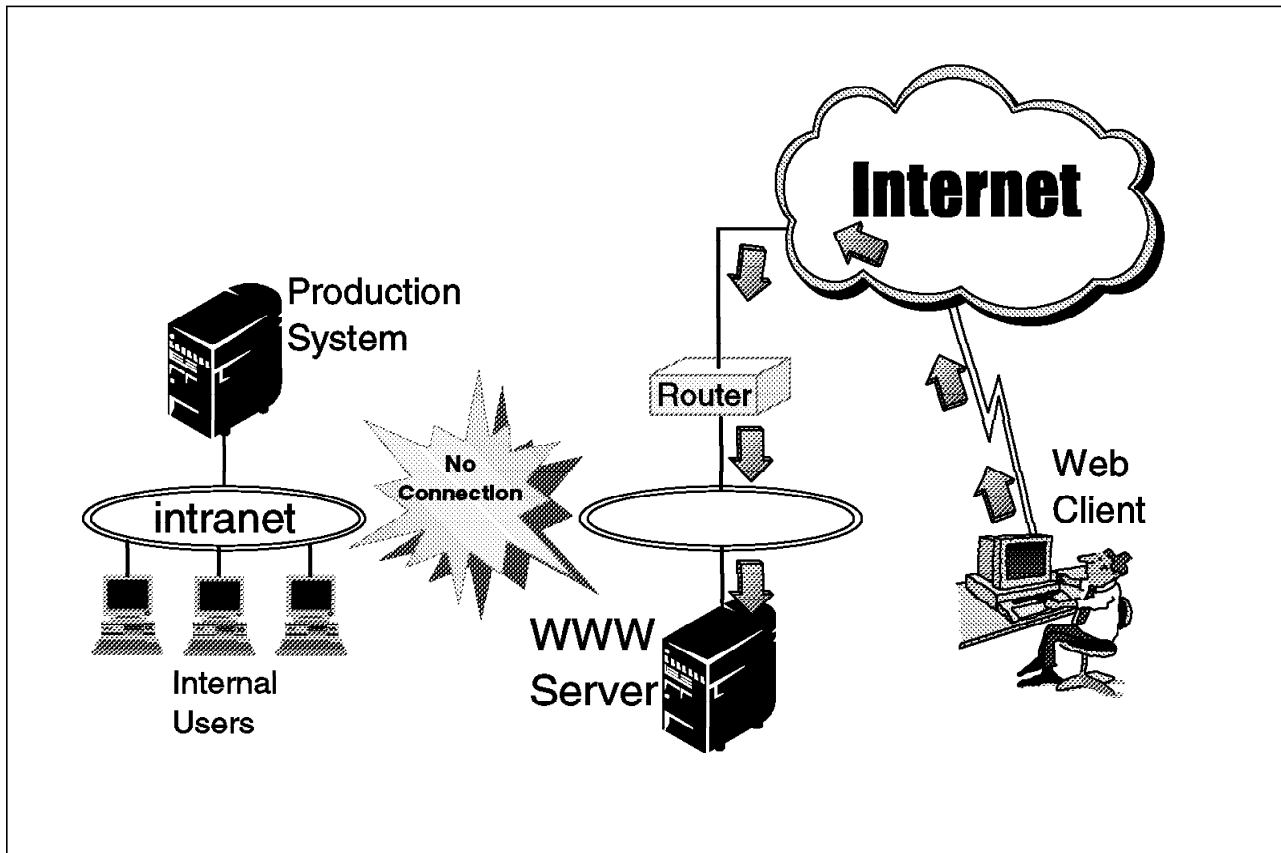 Internet
Production
System
Router
No
Connection
Web
Client
intranet
WWW
Server
Internal
Users